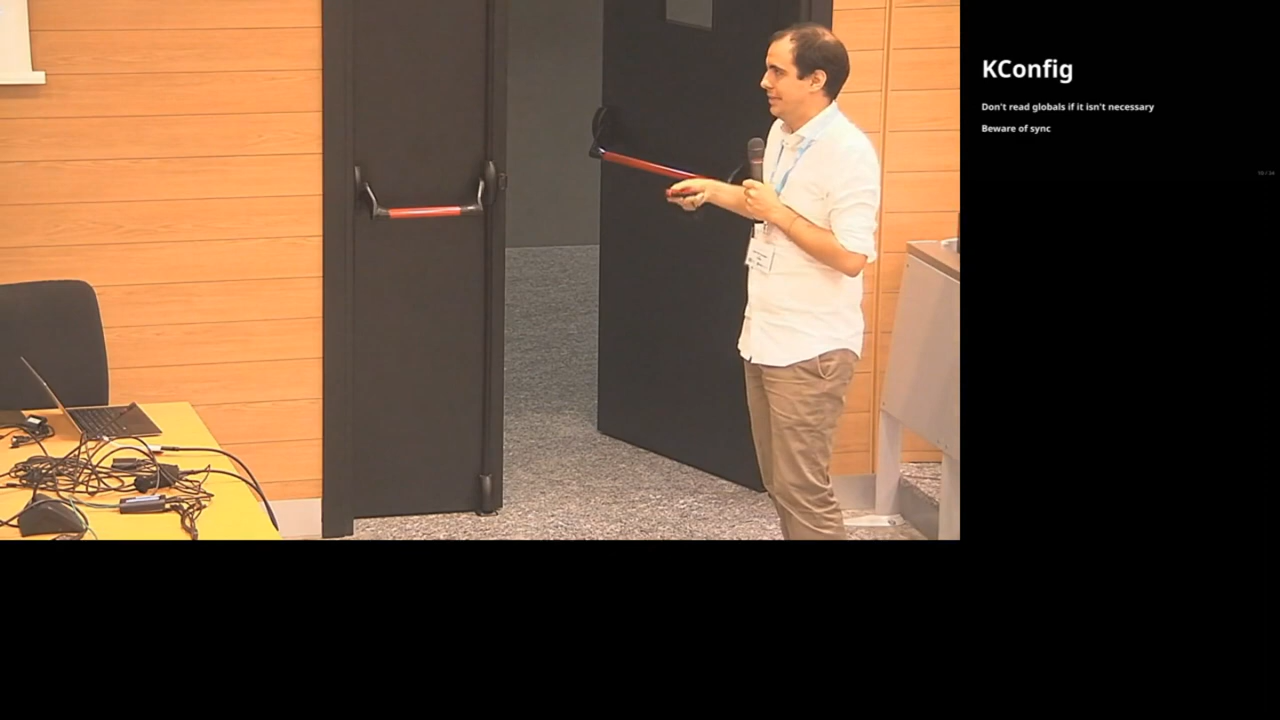 KConfig
Don't read globals if it isn't necessary
Beware of sync